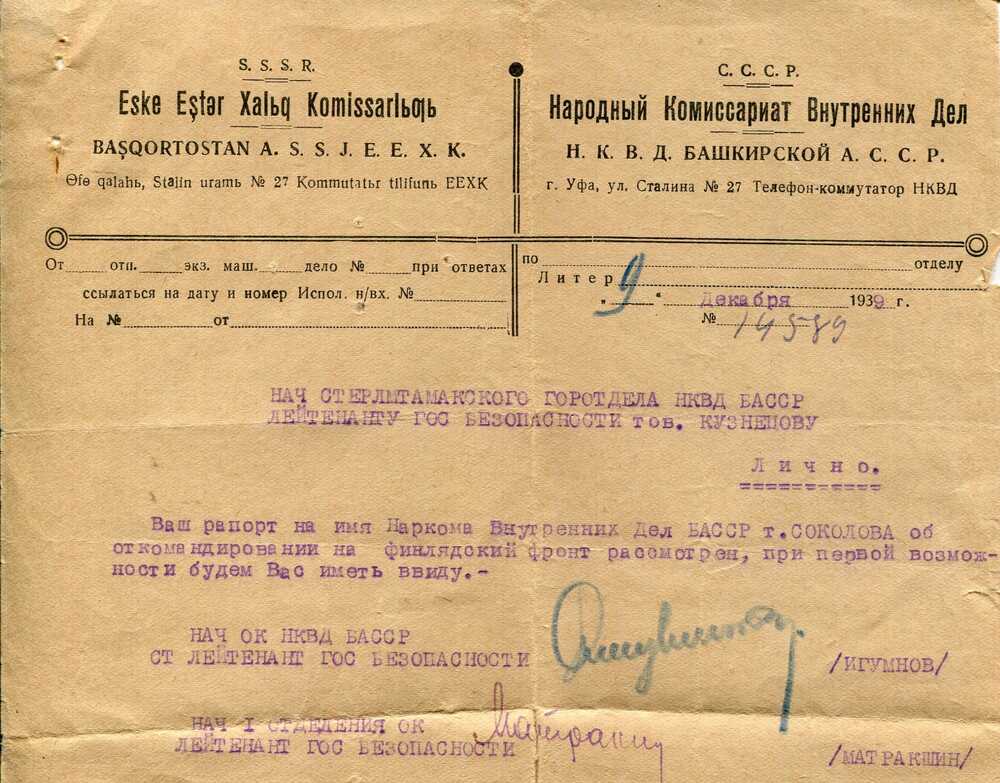 S. S. S. R.
Eske Eştər Xalьq Komissarlьƣь
BAŞQORTOSTAN A. S. S. J. E. E. X. K.
Ɵfɵ qalahь, Stalin uramь № 27 Kommutatьr tilifunь EEXK
С. С. С. Р.
Народный Комиссариат Внутренних Дел
Н. К. В. Д. БАШКИРСКОЙ А. С. С. Р.
г. Уфа, ул. Сталина № 27 Телефон-коммутатор НКВД
От отп. экз. маш. дело № при ответах
ссылаться на дату и номер Испол. н/вх. №
На № от
по отделу
Литер
„ 9 “ Декабря 1939 г.
№ 14589
НАЧ СТЕРЛМТАМАКСКОГО ГОРОТДЕЛА НКВД БАССР
ЛЕЙТЕНАНТУ ГОС БЕЗОПАСНОСТИ тов. КУЗНЕЦОВУ
Лично.
Ваш рапорт на имя Наркома Внутренних Дел БАССР т.СОКОЛОВА об
откомандировании на финлядский фронт рассмотрен, при первой возмож-
ности будем Вас иметь ввиду.-
НАЧ ОК НКВД БАССР
СТ ЛЕЙТЕНАНТ ГОС БЕЗОПАСНОСТИ /ИГУМНОВ/
НАЧ I ОТДЕЛЕНИЯ ОК
ЛЕЙТЕНАНТ ГОС БЕЗОПАСНОСТИ /МАТРАКШИН/